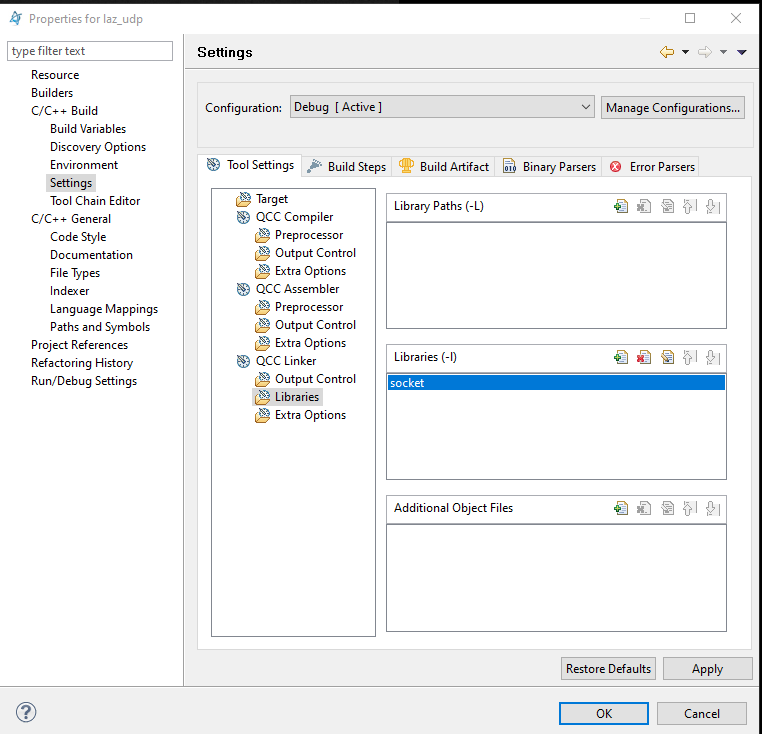 Properties for laz_udp
type filter text
Resource
Builders
C/C++ Build
Build Variables
Discovery Options
Environment
Settings
Tool Chain Editor
C/C++ General
Code Style
Documentation
File Types
Indexer
Language Mappings
Paths and Symbols
Project References
Refactoring History
Run/Debug Settings
Settings
Configuration: Debug [ Active ] Manage Configurations...
Tool Settings Build Steps Build Artifact Binary Parsers Error Parsers
Target
QCC Compiler
Preprocessor
Output Control
Extra Options
QCC Assembler
Preprocessor
Output Control
Extra Options
QCC Linker
Output Control
Libraries
Extra Options
Library Paths (-L)
Libraries (-l)
socket
Additional Object Files
Restore Defaults Apply
? OK Cancel